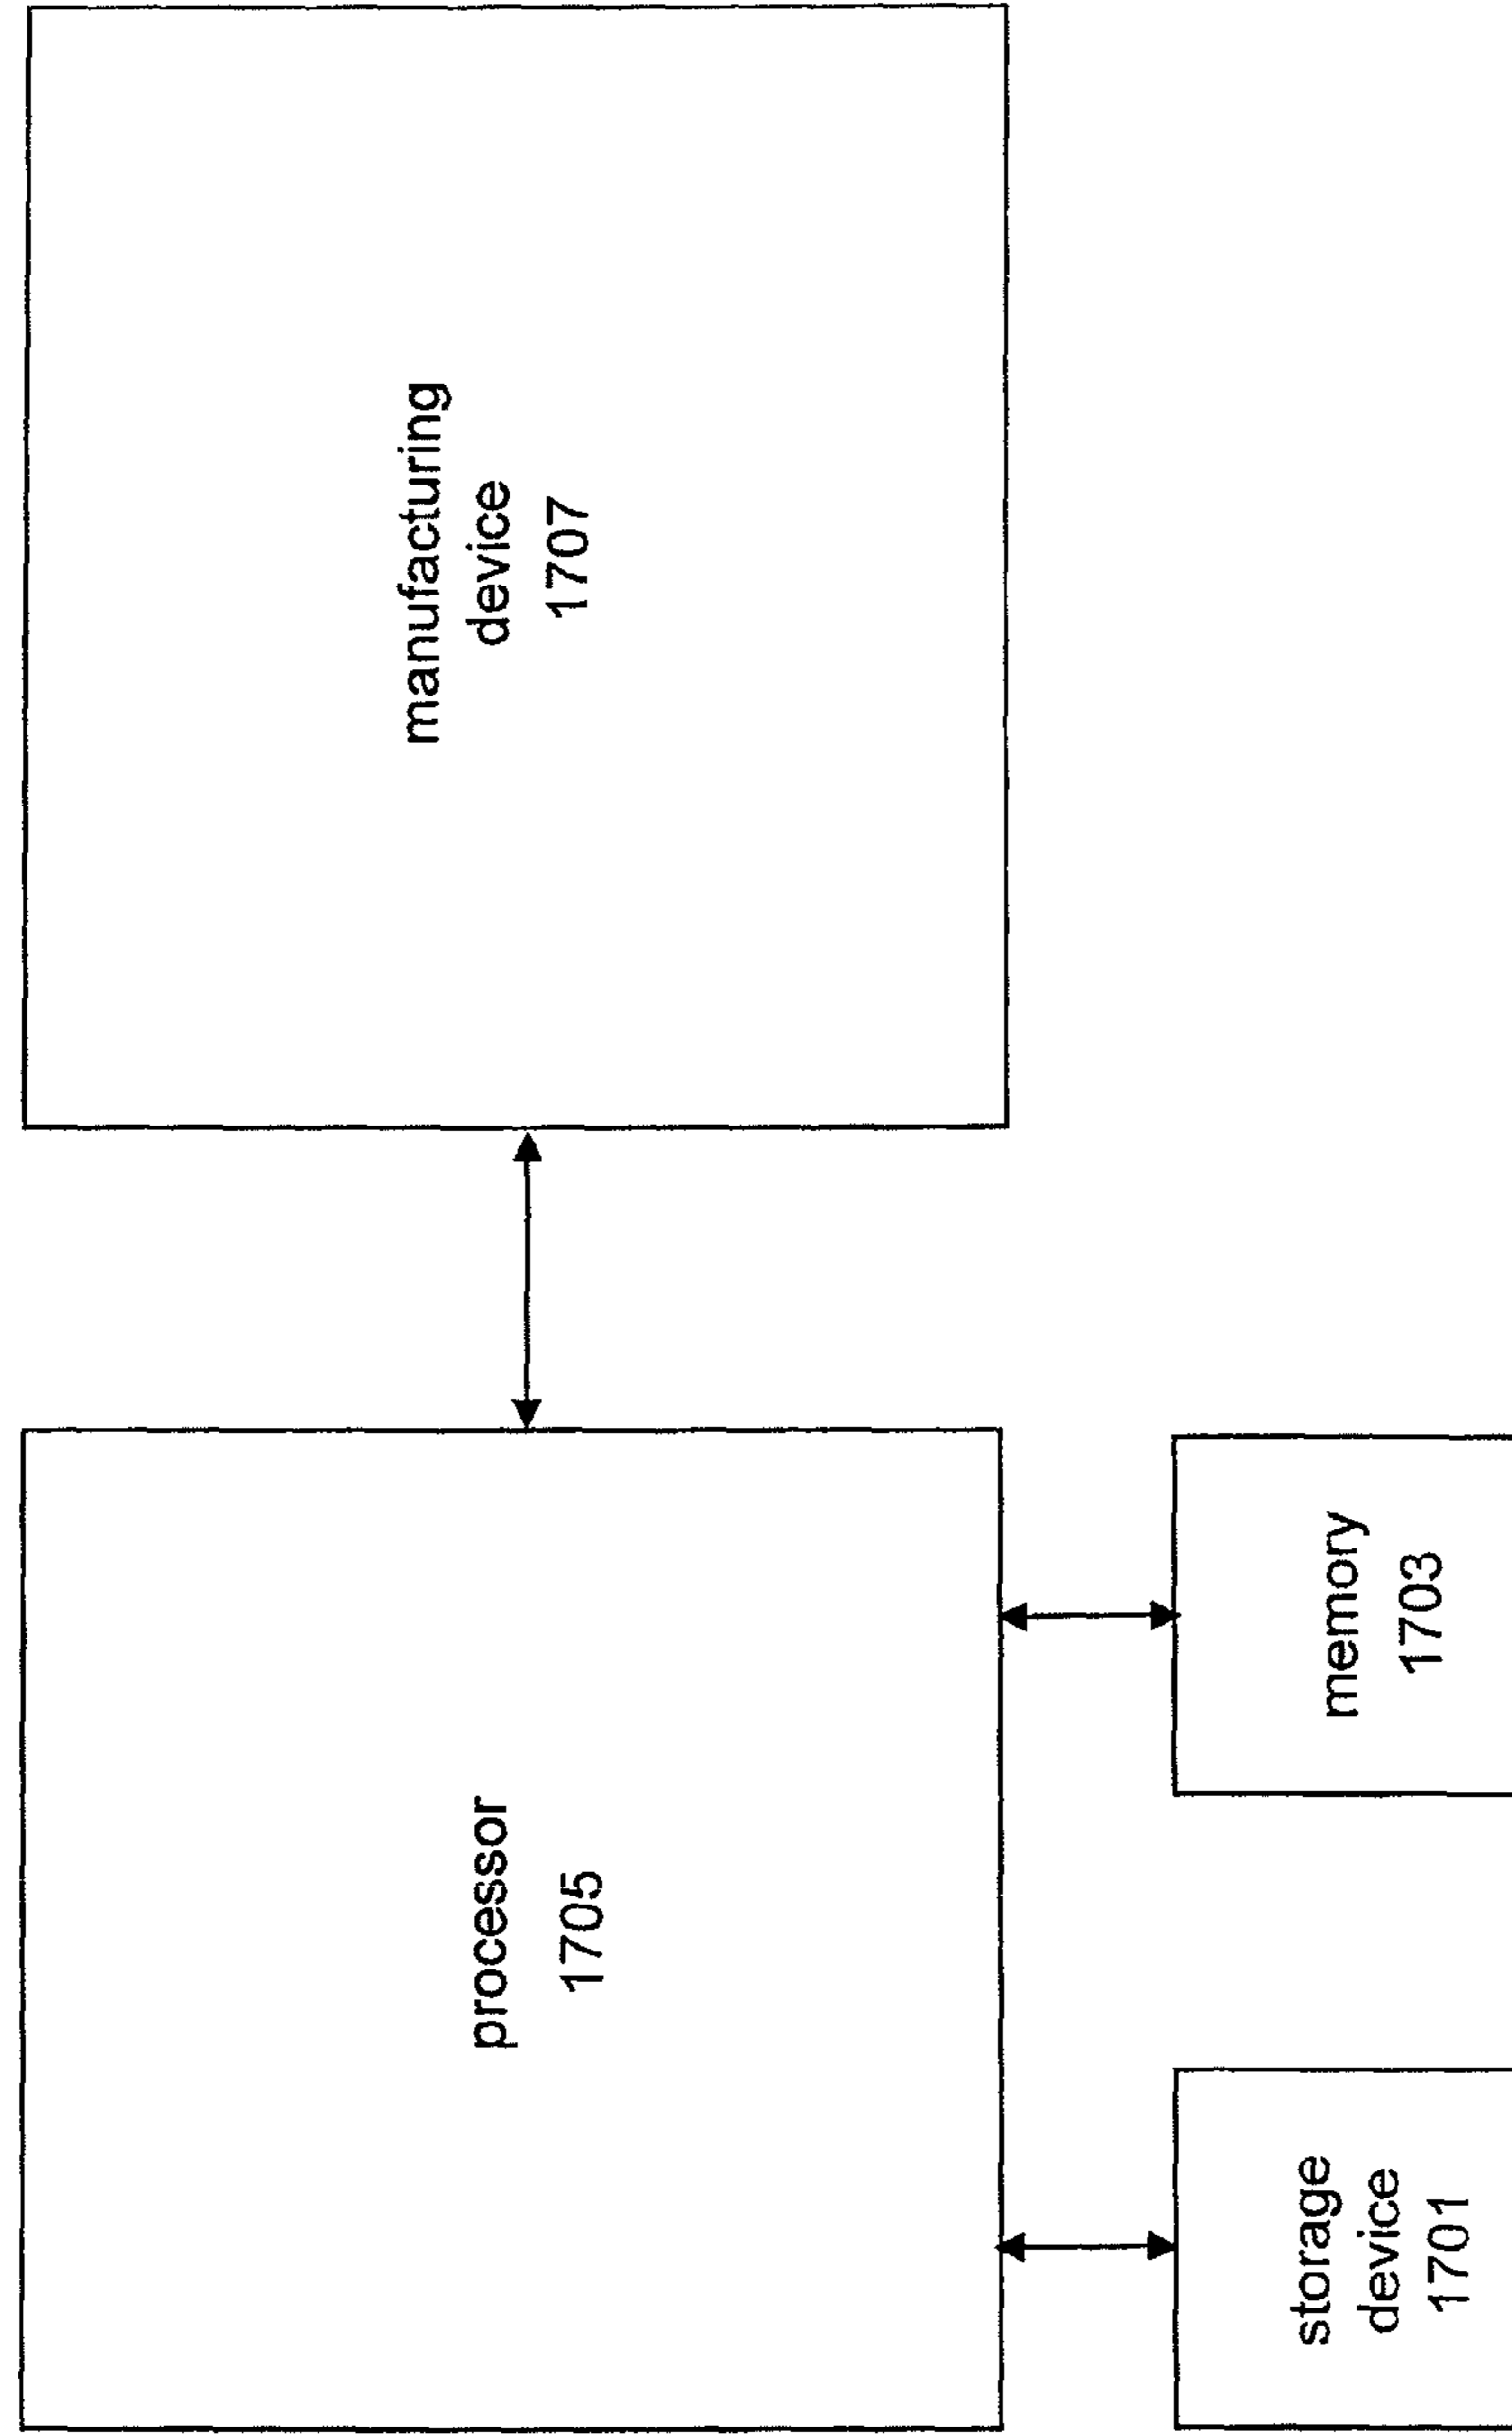 processor
1705
manufacturing
device
1707
storage
device
1701
memory
1703